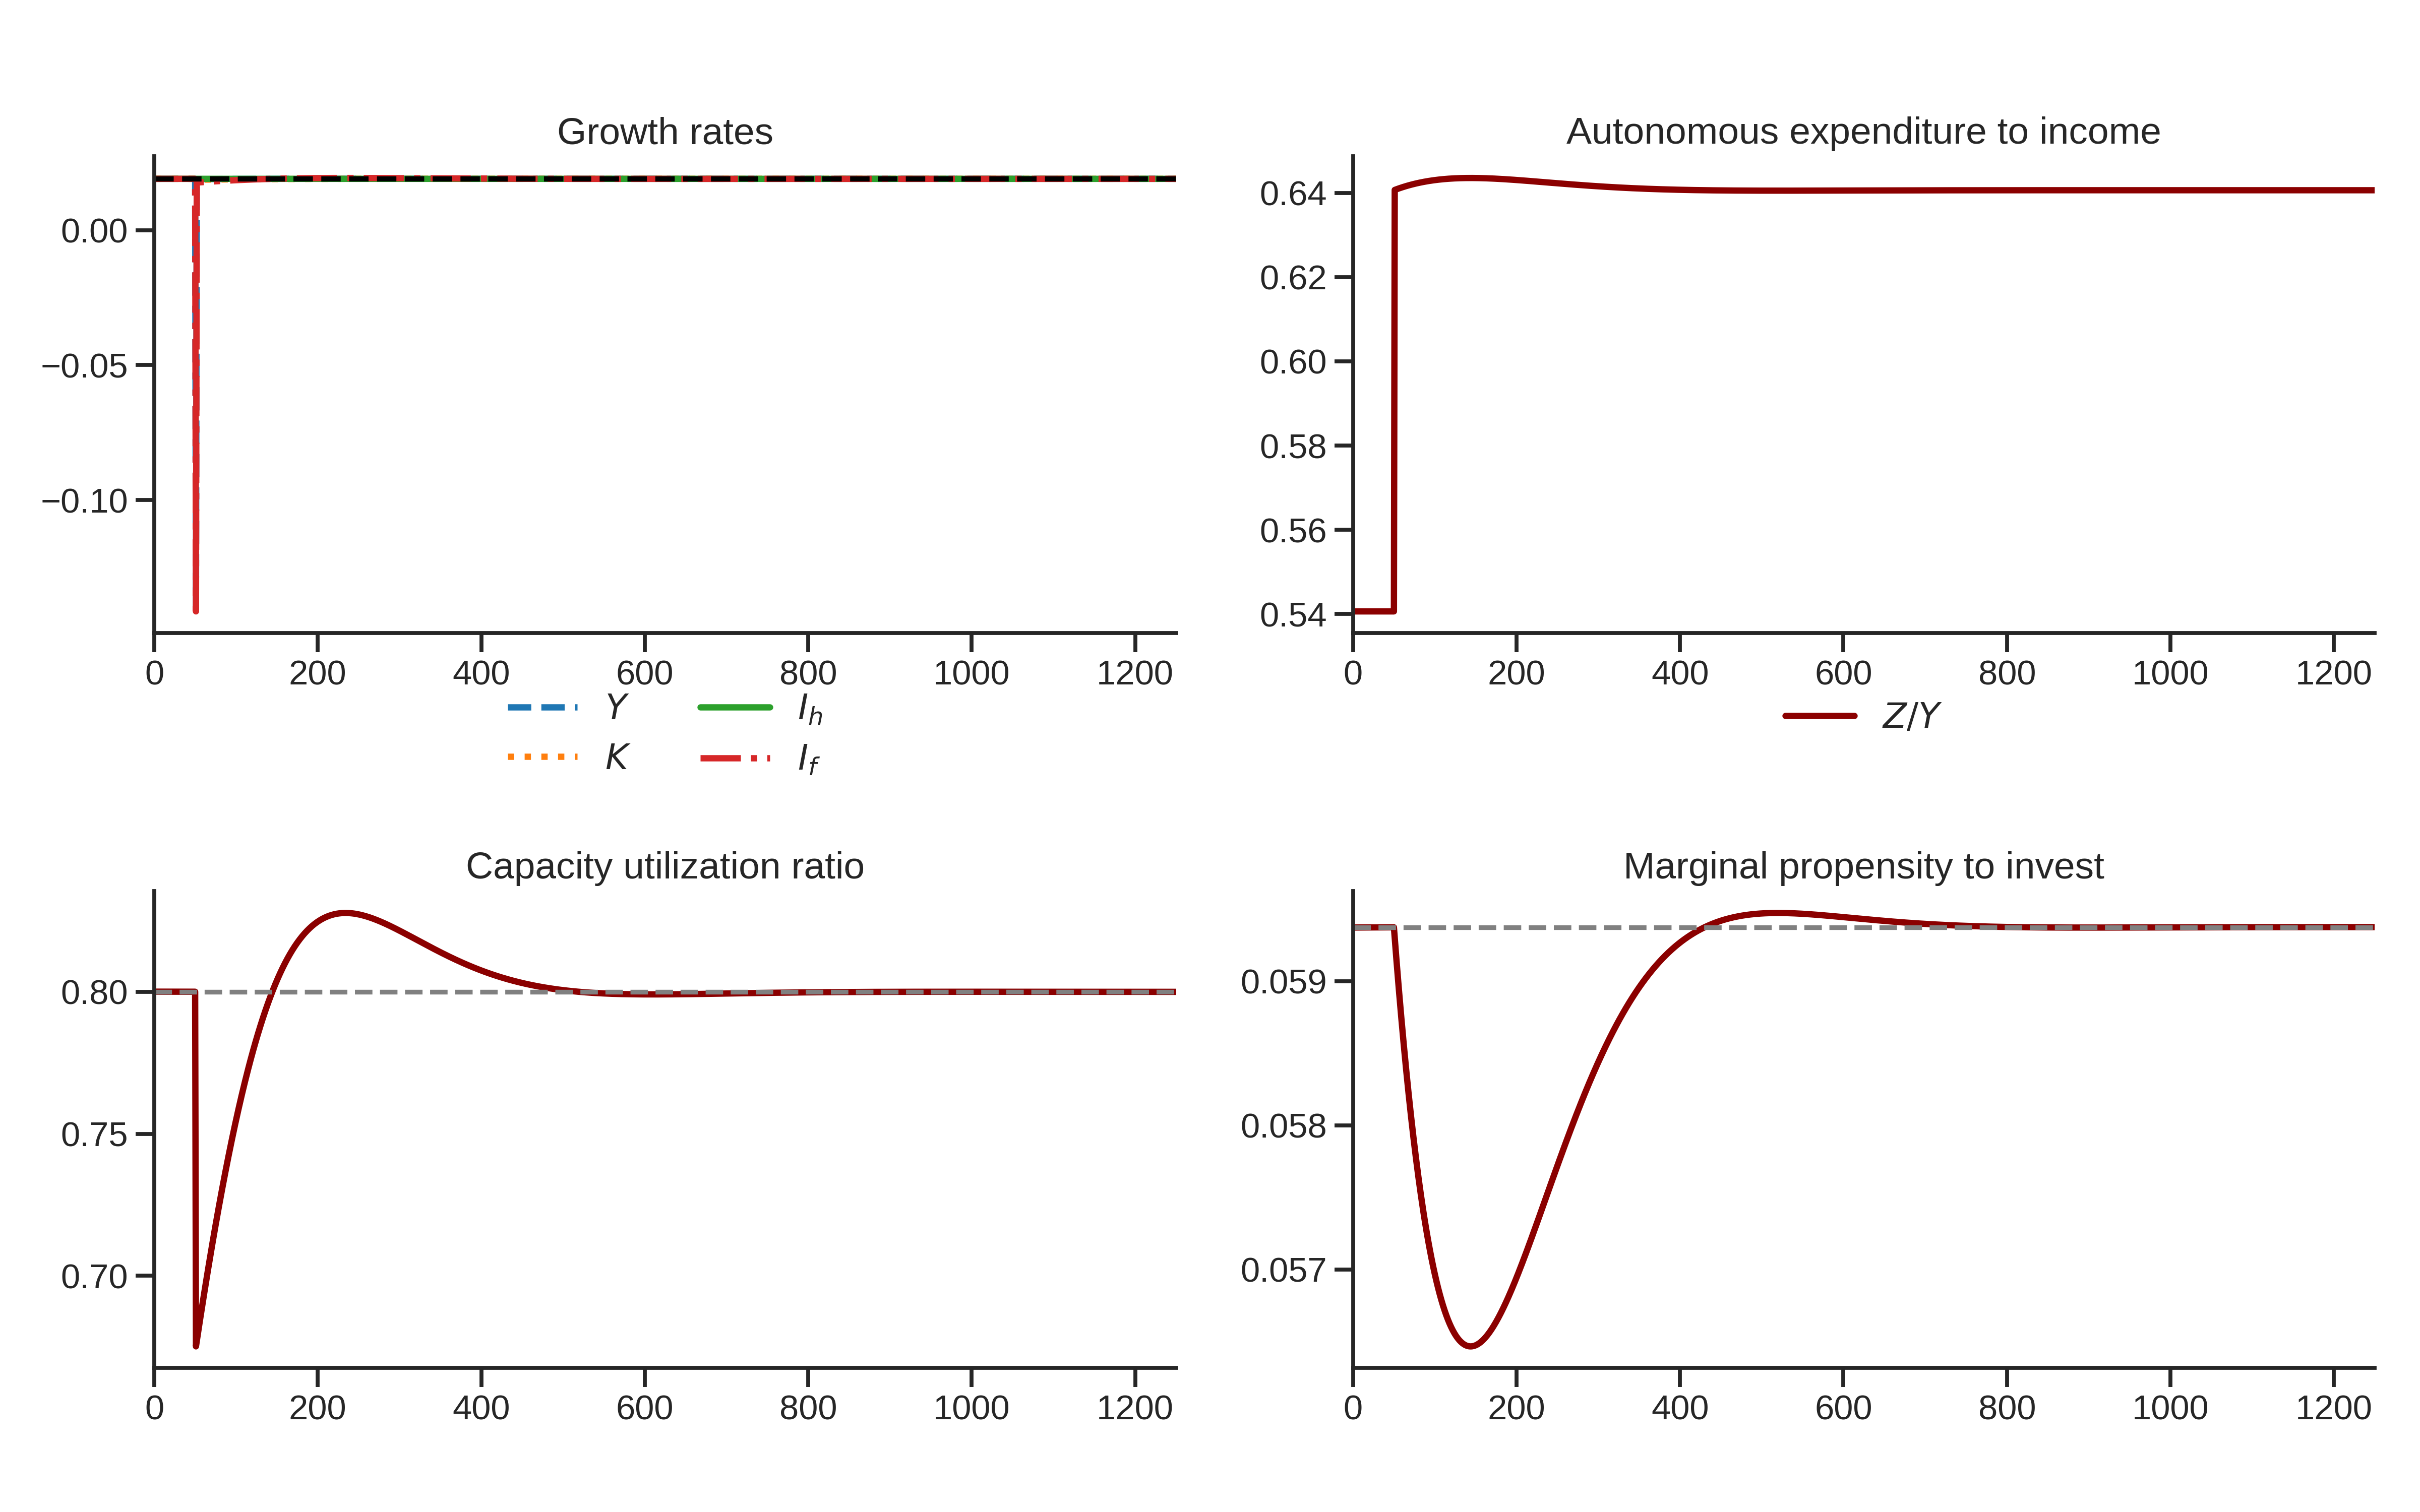 Growth rates
0.00
−0.05
−0.10
0 200 400 600 800 1000 1200
Y I_h
K I_f
Autonomous expenditure to income
0.64
0.62
0.60
0.58
0.56
0.54
0 200 400 600 800 1000 1200
Z/Y
Capacity utilization ratio
0.80
0.75
0.70
0 200 400 600 800 1000 1200
Marginal propensity to invest
0.059
0.058
0.057
0 200 400 600 800 1000 1200